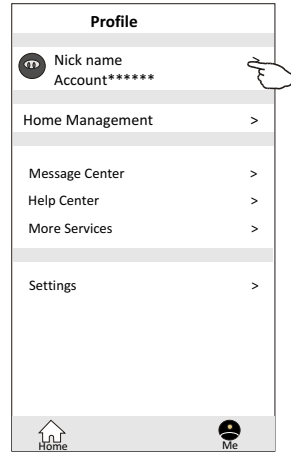 Profile
Nick name
Account******
Home Management >
Message Center >
Help Center >
More Services >
Settings >
Home Me